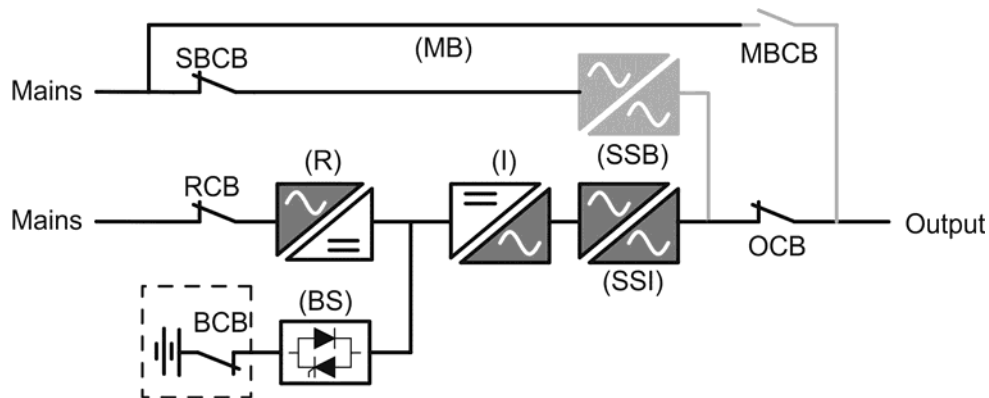 (MB)
MBCB
SBCB
Mains
(SSB)
(R)
(I)
RCB
Mains
Output
OCB
(SSI)
(BS)
BCB